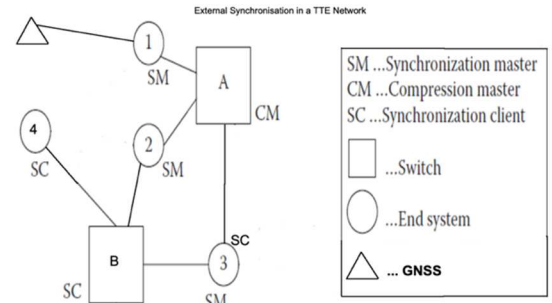 External Synchronisation in a TTE Network
1
SM
A
CM
4
SC
2
SM
B
SC
SC
3
SM
SM ...Synchronization master
CM ...Compression master
SC ...Synchronization client
...Switch
...End system
... GNSS